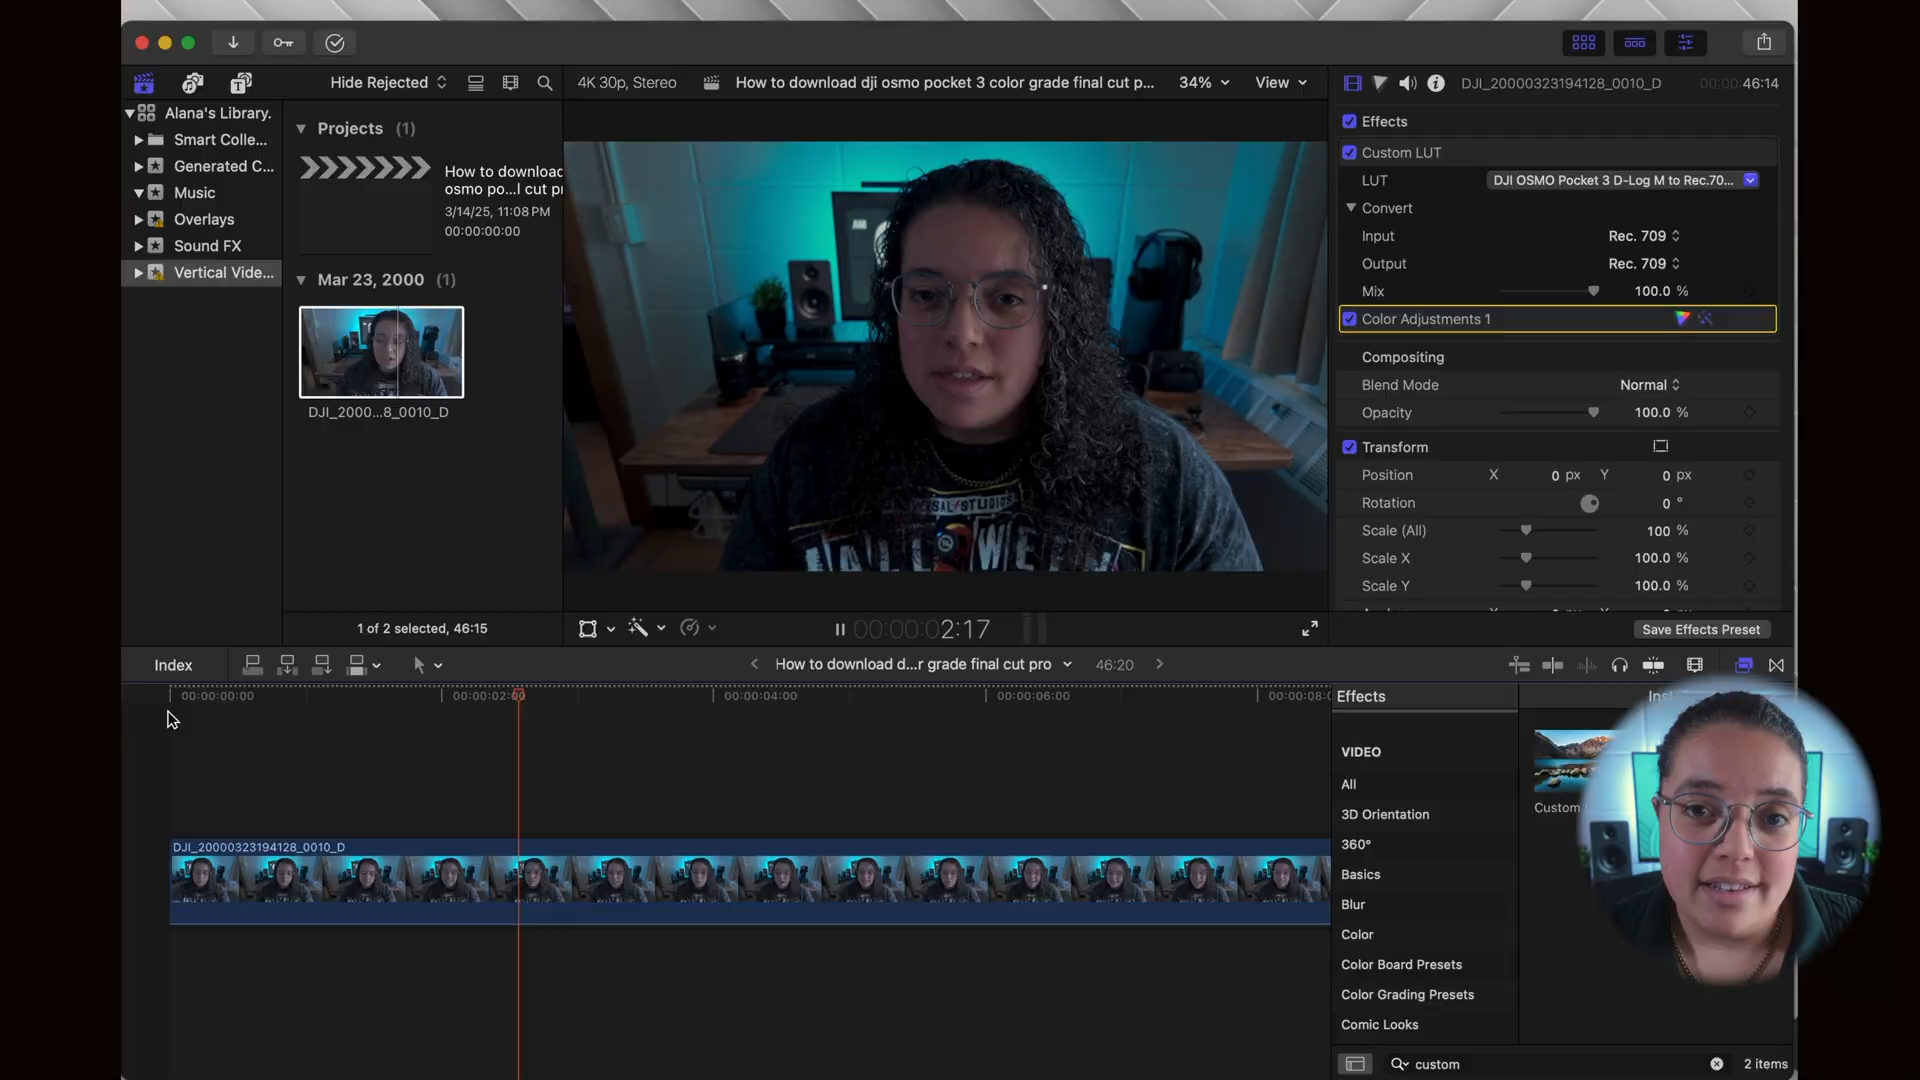 Hide Rejected
4K 30p, Stereo
How to download dji osmo pocket 3 color grade final cut p...
34%
View
DJI_20000323194128_0010_D
00:00:46:14
Alana's Library.
Smart Colle...
Generated C...
Music
Overlays
Sound FX
Vertical Vide...
Projects (1)
How to download
osmo po...l cut p
3/14/25, 11:08 PM
00:00:00:00
Mar 23, 2000 (1)
DJI_2000...8_0010_D
1 of 2 selected, 46:15
Effects
Custom LUT
LUT DJI OSMO Pocket 3 D-Log M to Rec.70...
Convert
Input Rec. 709
Output Rec. 709
Mix 100.0 %
Color Adjustments 1
Compositing
Blend Mode Normal
Opacity 100.0 %
Transform
Position X 0 px Y 0 px
Rotation 0 °
Scale (All) 100 %
Scale X 100.0 %
Scale Y 100.0 %
Save Effects Preset
00:00:02:17
Index
How to download d...r grade final cut pro
46:20
00:00:00:00
00:00:02:00
00:00:04:00
00:00:06:00
00:00:08:0
DJI_20000323194128_0010_D
Effects
VIDEO
All
3D Orientation
360°
Basics
Blur
Color
Color Board Presets
Color Grading Presets
Comic Looks
Custom
custom
2 items